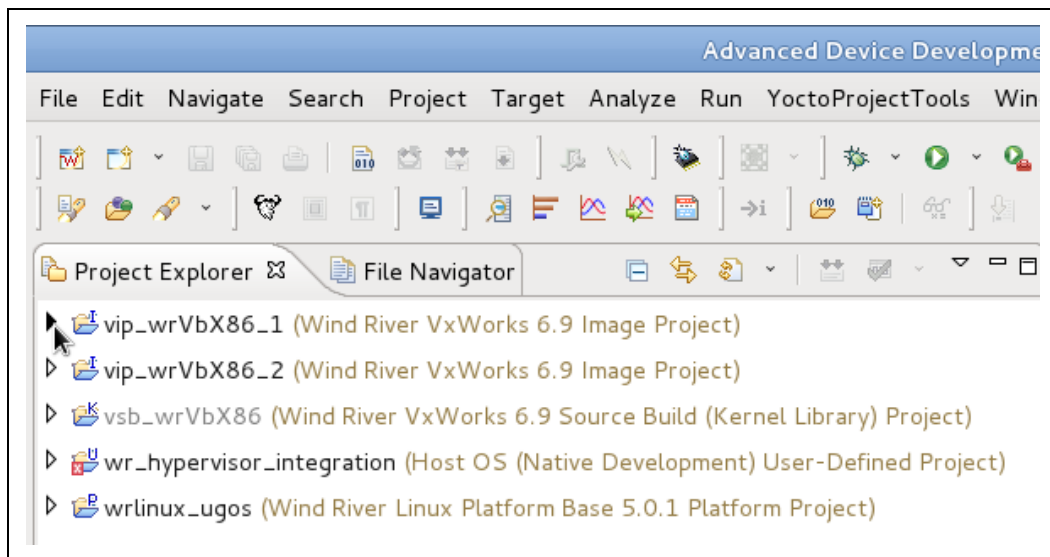 Advanced Device Developme
File Edit Navigate Search Project Target Analyze Run YoctoProjectTools Win
Project Explorer File Navigator
vip_wrVbX86_1 (Wind River VxWorks 6.9 Image Project)
vip_wrVbX86_2 (Wind River VxWorks 6.9 Image Project)
vsb_wrVbX86 (Wind River VxWorks 6.9 Source Build (Kernel Library) Project)
wr_hypervisor_integration (Host OS (Native Development) User-Defined Project)
wrlinux_ugos (Wind River Linux Platform Base 5.0.1 Platform Project)